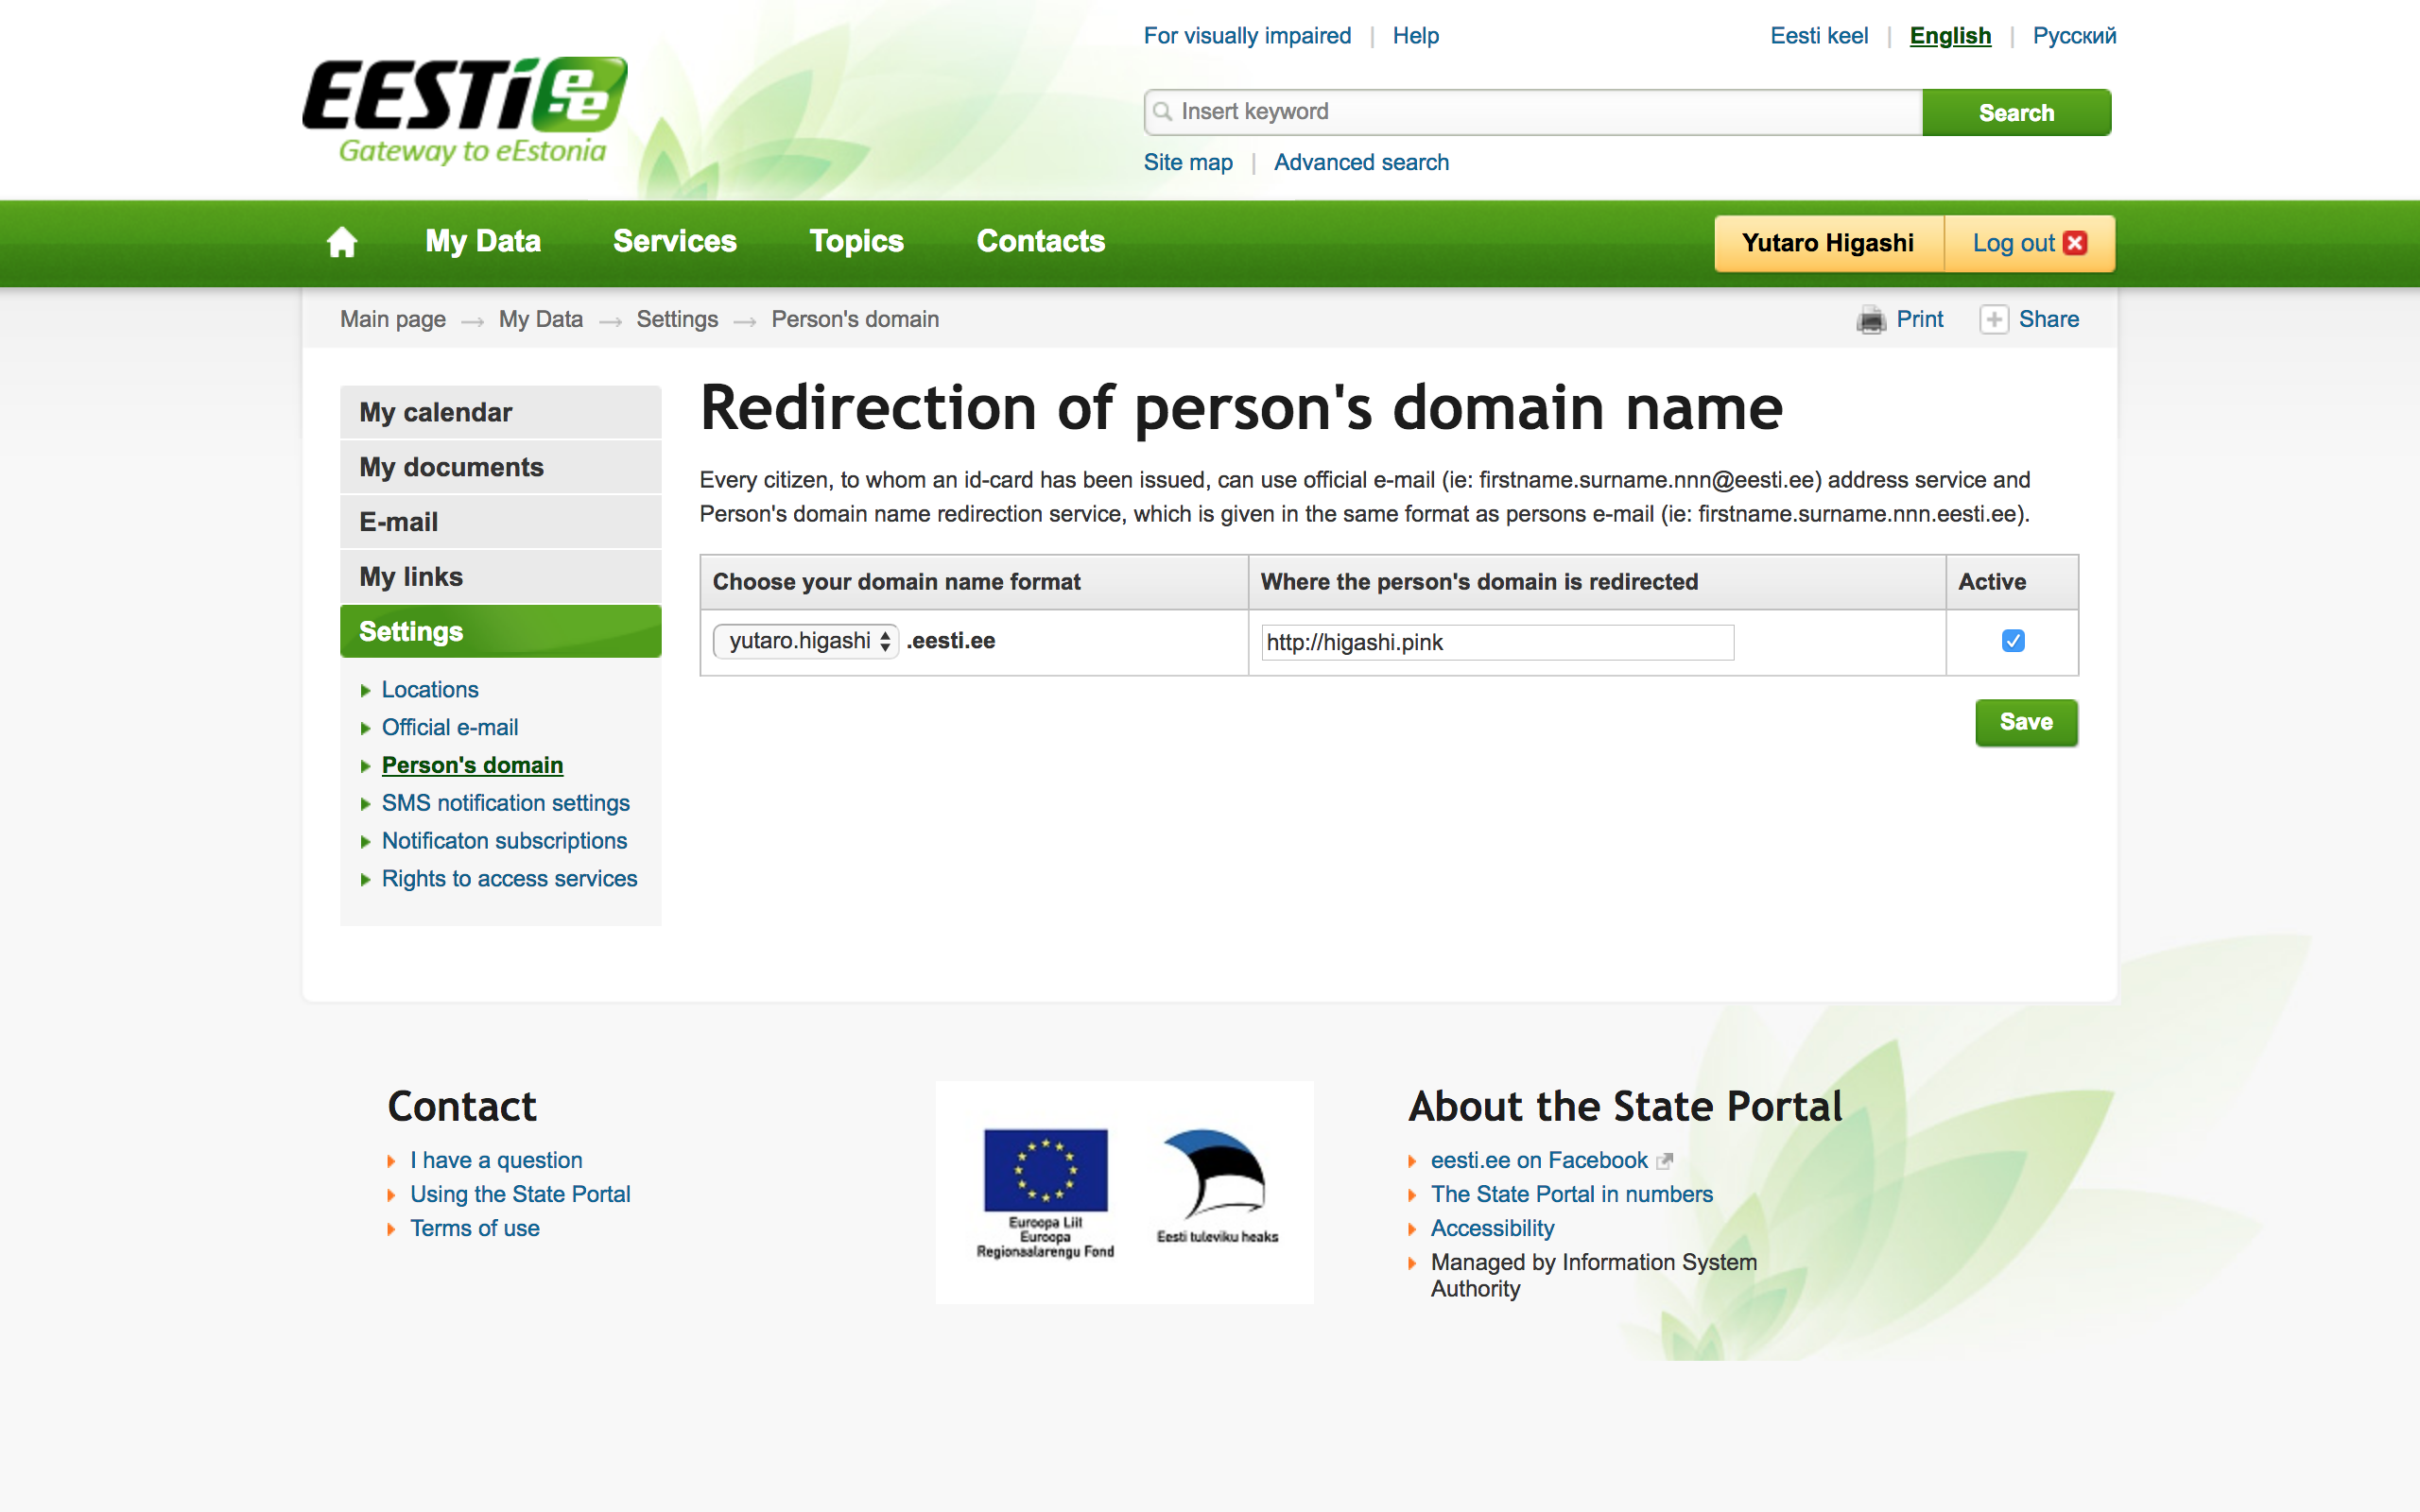 For visually impaired | Help
Eesti keel | English | Русский
EESTi.ee
Gateway to eEstonia
Insert keyword
Search
Site map | Advanced search
My Data
Services
Topics
Contacts
Yutaro Higashi
Log out
Main page → My Data → Settings → Person's domain
Print
Share
My calendar
My documents
E-mail
My links
Settings
Locations
Official e-mail
Person's domain
SMS notification settings
Notificaton subscriptions
Rights to access services
Redirection of person's domain name
Every citizen, to whom an id-card has been issued, can use official e-mail (ie: firstname.surname.nnn@eesti.ee) address service and
Person's domain name redirection service, which is given in the same format as persons e-mail (ie: firstname.surname.nnn.eesti.ee).
Choose your domain name format
Where the person's domain is redirected
Active
yutaro.higashi .eesti.ee
http://higashi.pink
Save
Contact
I have a question
Using the State Portal
Terms of use
Euroopa Liit
Euroopa
Regionaalarengu Fond
Eesti tuleviku heaks
About the State Portal
eesti.ee on Facebook
The State Portal in numbers
Accessibility
Managed by Information System
Authority